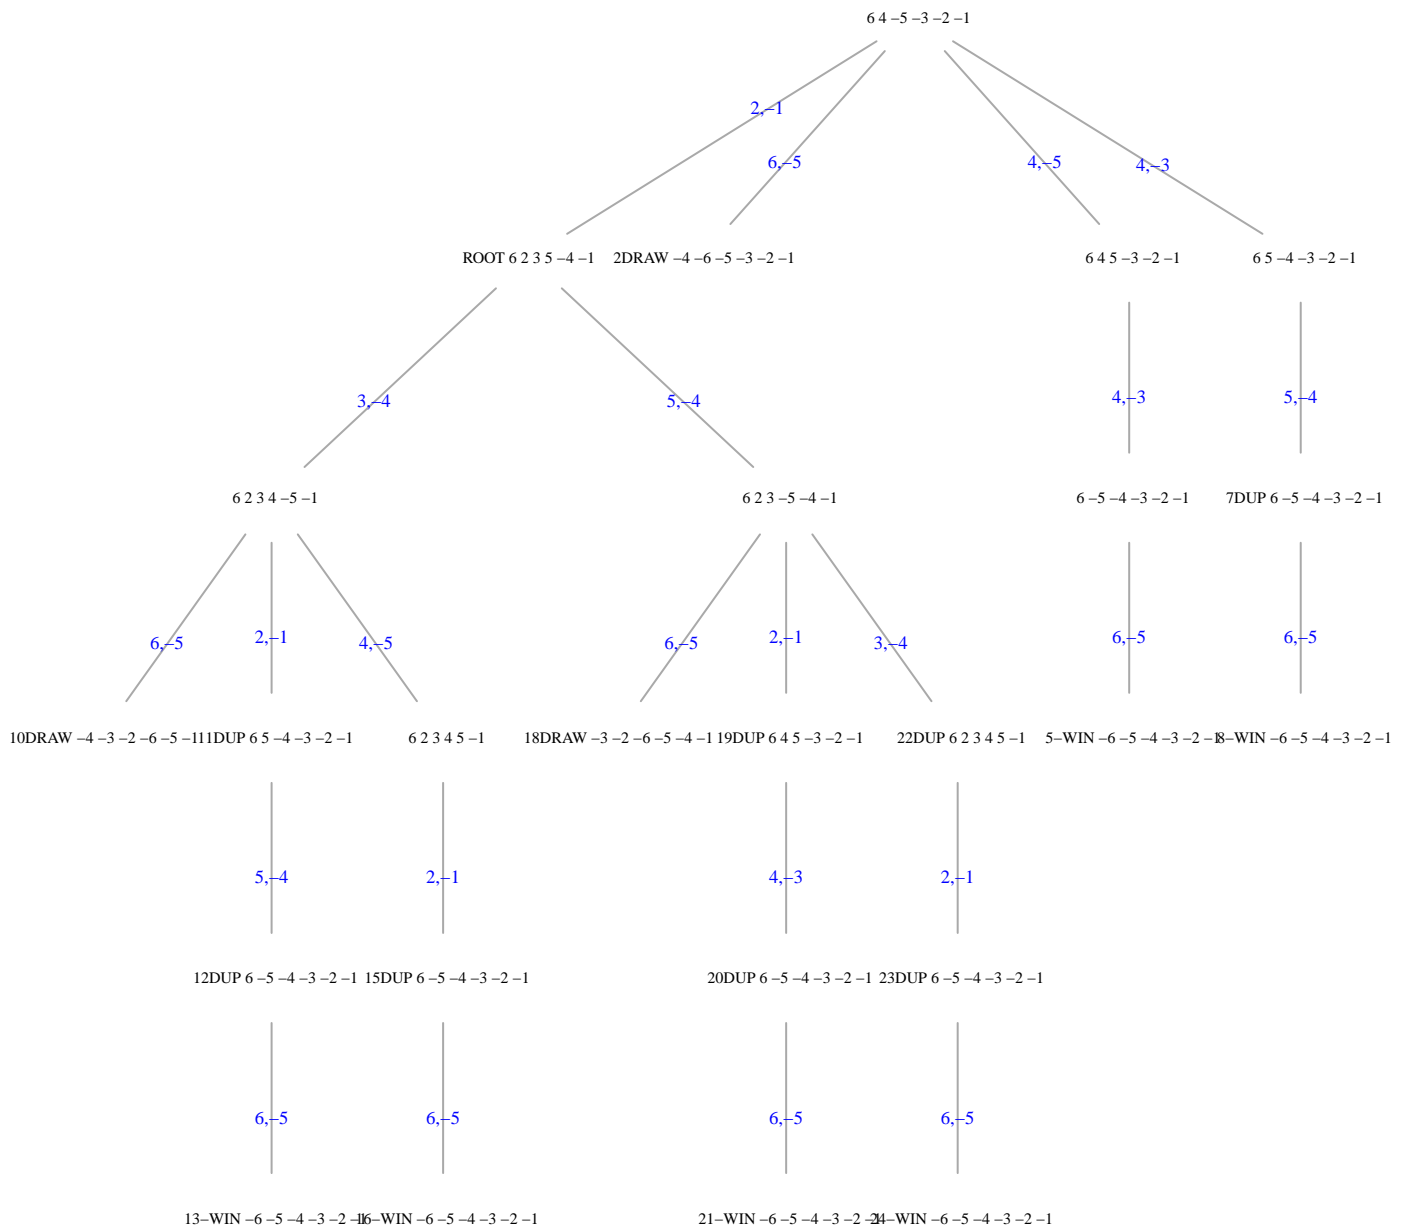 6 4 –5 –3 –2 –1
2,–1
6,–5
4,–5
4,–3
ROOT 6 2 3 5 –4 –1
2DRAW –4 –6 –5 –3 –2 –1
6 4 5 –3 –2 –1
6 5 –4 –3 –2 –1
3,–4
5,–4
4,–3
5,–4
6 2 3 4 –5 –1
6 2 3 –5 –4 –1
6 –5 –4 –3 –2 –1
7DUP 6 –5 –4 –3 –2 –1
6,–5
2,–1
4,–5
6,–5
2,–1
3,–4
6,–5
6,–5
10DRAW –4 –3 –2 –6 –5 –1
11DUP 6 5 –4 –3 –2 –1
6 2 3 4 5 –1
18DRAW –3 –2 –6 –5 –4 –1
19DUP 6 4 5 –3 –2 –1
22DUP 6 2 3 4 5 –1
5–WIN –6 –5 –4 –3 –2 –1
8–WIN –6 –5 –4 –3 –2 –1
5,–4
2,–1
4,–3
2,–1
12DUP 6 –5 –4 –3 –2 –1
15DUP 6 –5 –4 –3 –2 –1
20DUP 6 –5 –4 –3 –2 –1
23DUP 6 –5 –4 –3 –2 –1
6,–5
6,–5
6,–5
6,–5
13–WIN –6 –5 –4 –3 –2 –1
16–WIN –6 –5 –4 –3 –2 –1
21–WIN –6 –5 –4 –3 –2 –1
24–WIN –6 –5 –4 –3 –2 –1